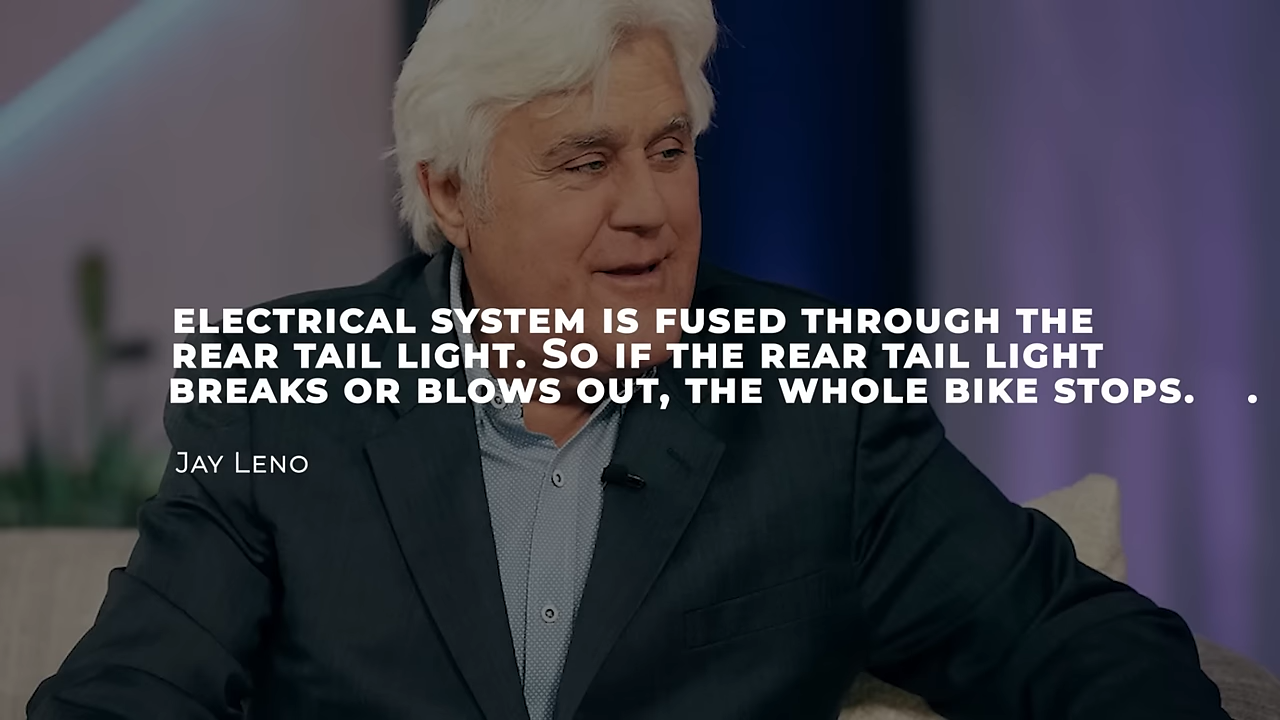 ELECTRICAL SYSTEM IS FUSED THROUGH THE
REAR TAIL LIGHT. SO IF THE REAR TAIL LIGHT
BREAKS OR BLOWS OUT, THE WHOLE BIKE STOPS. .
JAY LENO